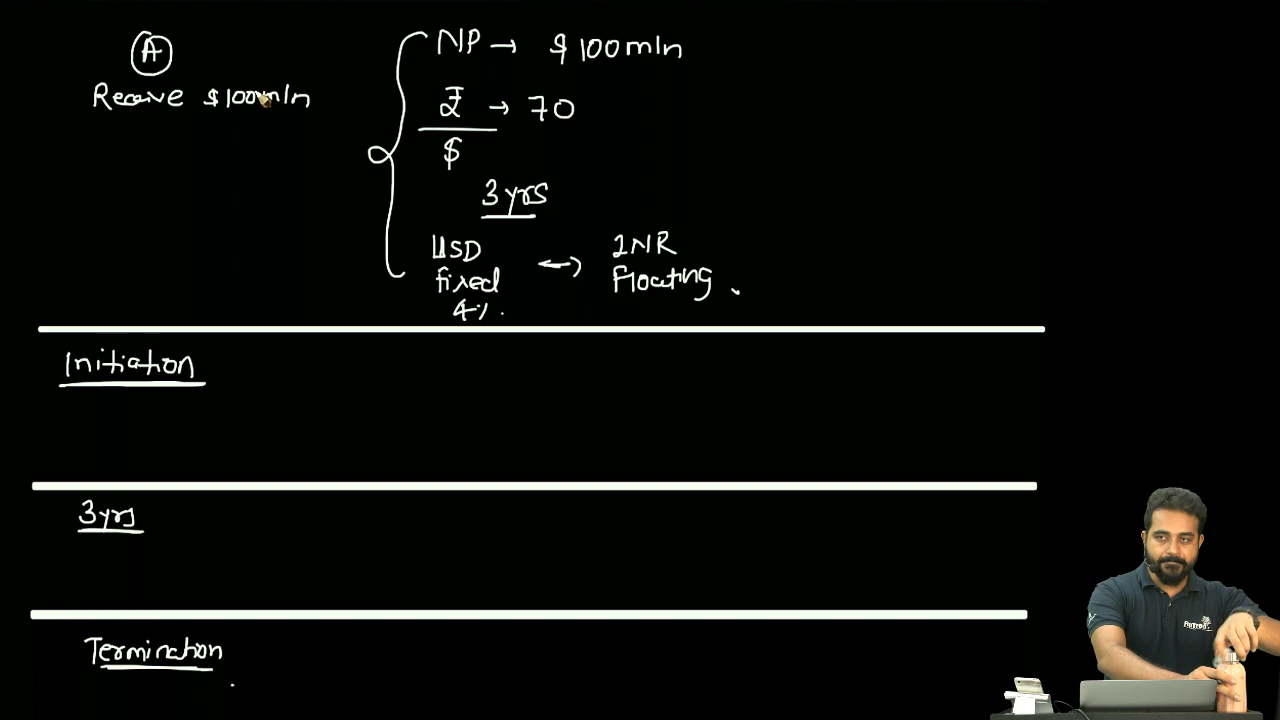 A
Receive $100mln
NP → $100mln
₹ → 70
$
3yrs
USD ↔ INR
fixed floating.
4%.
Initiation
3yrs
Termination